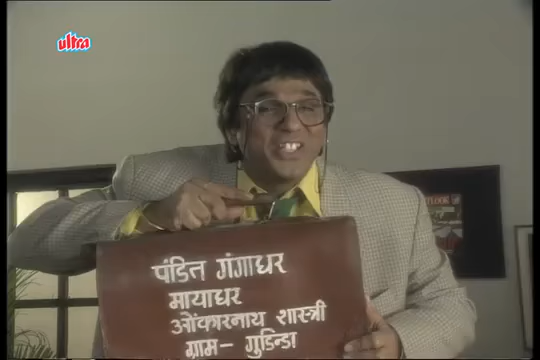 ultra
पंडित गंगाधर
मायाधर
ओंकारनाथ शास्त्री
ग्राम- गुडिन्डा